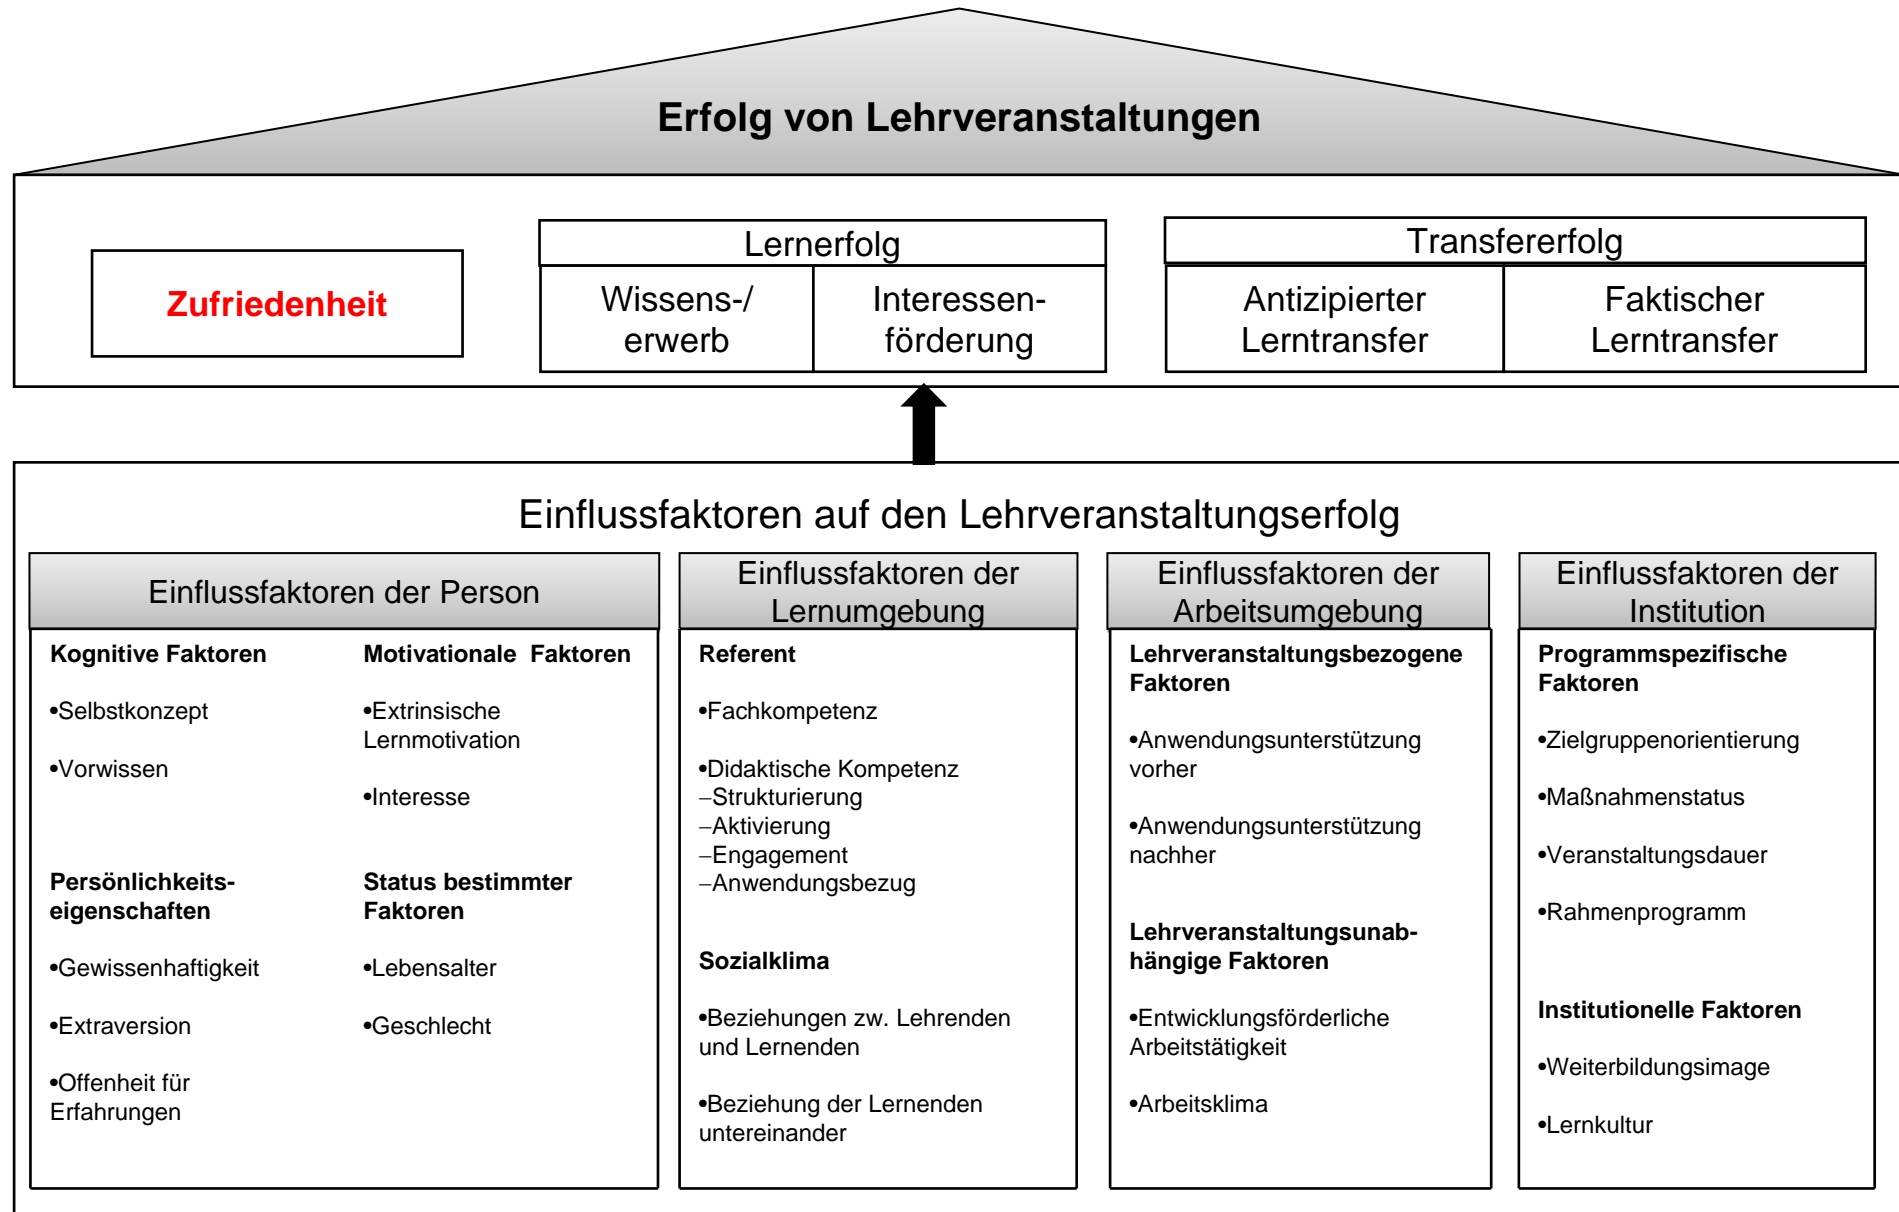 Erfolg von Lehrveranstaltungen
Zufriedenheit
Lernerfolg
Wissens-/
erwerb
Interessen-
förderung
Transfererfolg
Antizipierter
Lerntransfer
Faktischer
Lerntransfer
Einflussfaktoren auf den Lehrveranstaltungserfolg
Einflussfaktoren der Person
Kognitive Faktoren
•Selbstkonzept
•Vorwissen
Persönlichkeits-
eigenschaften
•Gewissenhaftigkeit
•Extraversion
•Offenheit für
Erfahrungen
Motivationale Faktoren
•Extrinsische
Lernmotivation
•Interesse
Status bestimmter
Faktoren
•Lebensalter
•Geschlecht
Einflussfaktoren der
Lernumgebung
Referent
•Fachkompetenz
•Didaktische Kompetenz
–Strukturierung
–Aktivierung
–Engagement
–Anwendungsbezug
Sozialklima
•Beziehungen zw. Lehrenden
und Lernenden
•Beziehung der Lernenden
untereinander
Einflussfaktoren der
Arbeitsumgebung
Lehrveranstaltungsbezogene
Faktoren
•Anwendungsunterstützung
vorher
•Anwendungsunterstützung
nachher
Lehrveranstaltungsunab-
hängige Faktoren
•Entwicklungsförderliche
Arbeitstätigkeit
•Arbeitsklima
Einflussfaktoren der
Institution
Programmspezifische
Faktoren
•Zielgruppenorientierung
•Maßnahmenstatus
•Veranstaltungsdauer
•Rahmenprogramm
Institutionelle Faktoren
•Weiterbildungsimage
•Lernkultur